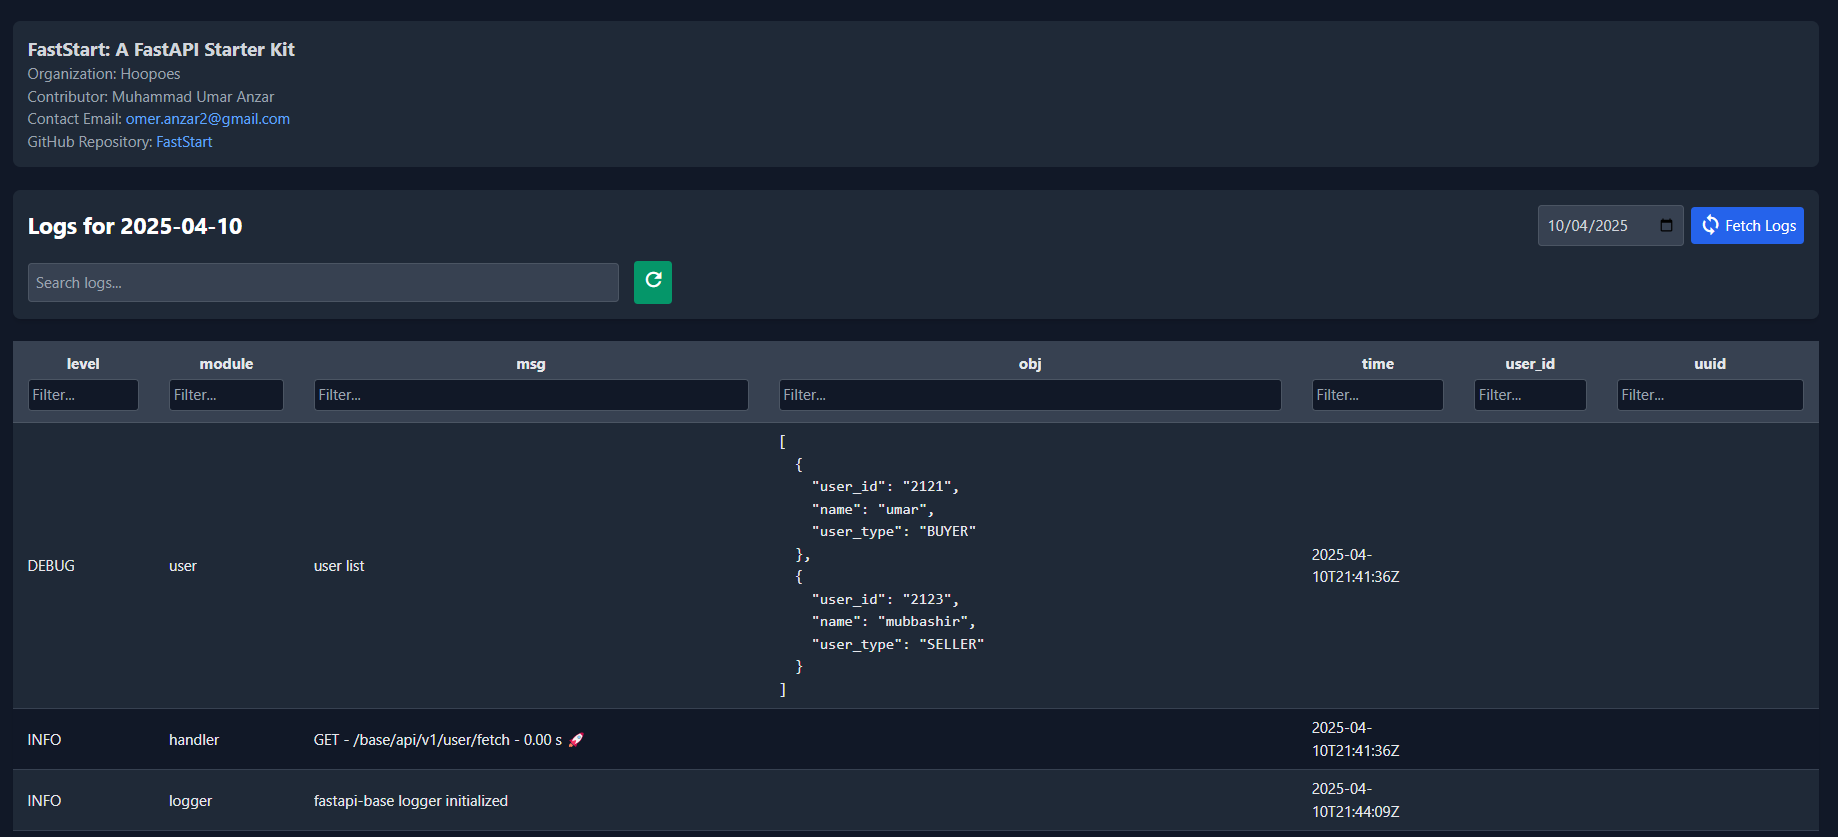 FastStart: A FastAPI Starter Kit
Organization: Hoopoes
Contributor: Muhammad Umar Anzar
Contact Email: omer.anzar2@gmail.com
GitHub Repository: FastStart
Logs for 2025-04-10
10/04/2025
Fetch Logs
Search logs...
level module msg obj time user_id uuid
Filter... Filter... Filter... Filter... Filter... Filter... Filter...
[
  {
    "user_id": "2121",
    "name": "umar",
    "user_type": "BUYER"
  },
  {
    "user_id": "2123",
    "name": "mubbashir",
    "user_type": "SELLER"
  }
]
DEBUG user user list
2025-04-
10T21:41:36Z
INFO handler GET - /base/api/v1/user/fetch - 0.00 s 🚀
2025-04-
10T21:41:36Z
INFO logger fastapi-base logger initialized
2025-04-
10T21:44:09Z